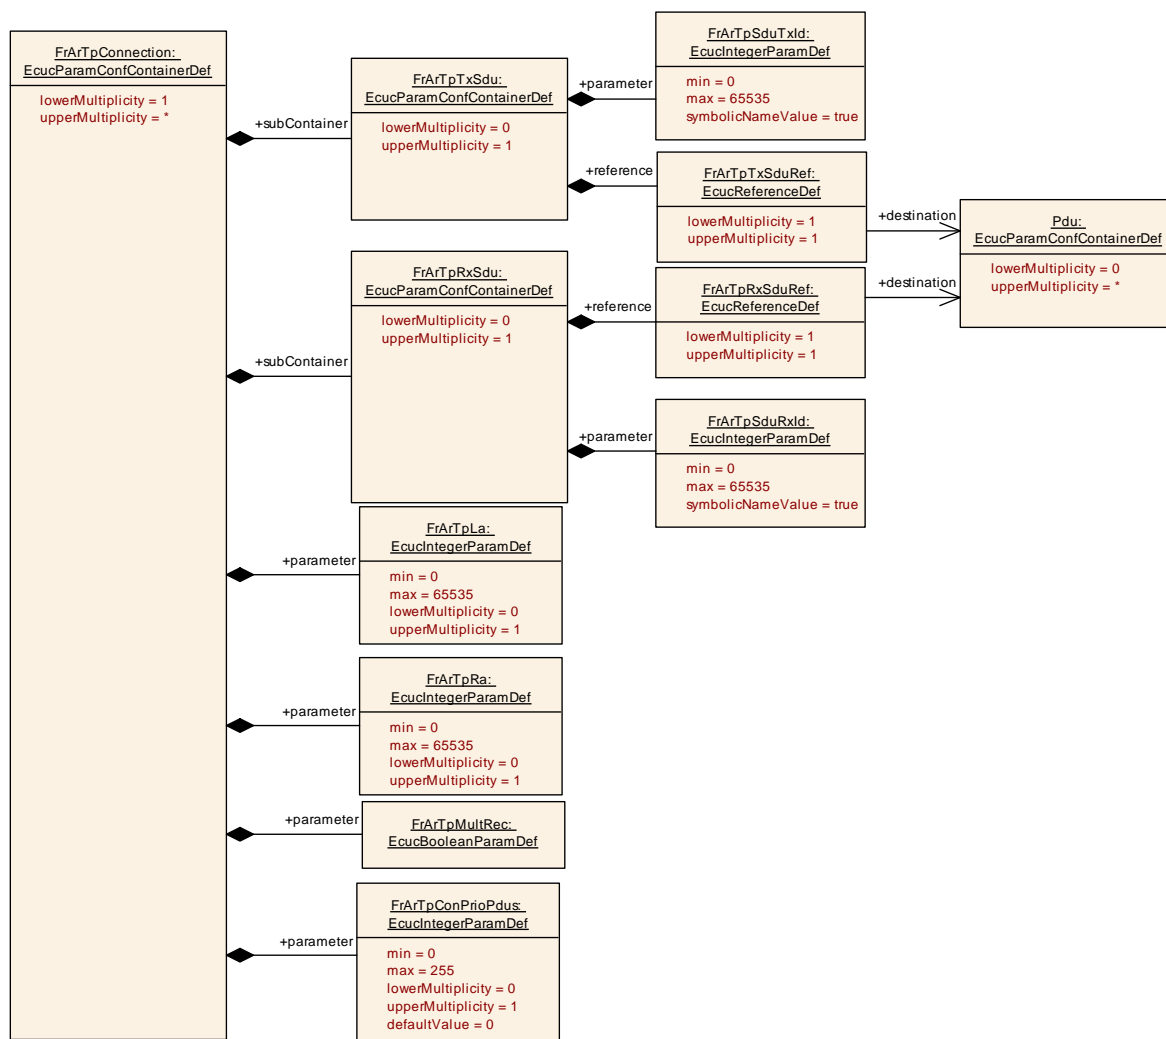 FrArTpConnection:
EcucParamConfContainerDef
lowerMultiplicity = 1
upperMultiplicity = *
+subContainer
FrArTpTxSdu:
EcucParamConfContainerDef
lowerMultiplicity = 0
upperMultiplicity = 1
+parameter
FrArTpSduTxId:
EcucIntegerParamDef
min = 0
max = 65535
symbolicNameValue = true
+reference
FrArTpTxSduRef:
EcucReferenceDef
lowerMultiplicity = 1
upperMultiplicity = 1
+destination
Pdu:
EcucParamConfContainerDef
lowerMultiplicity = 0
upperMultiplicity = *
+subContainer
FrArTpRxSdu:
EcucParamConfContainerDef
lowerMultiplicity = 0
upperMultiplicity = 1
+reference
FrArTpRxSduRef:
EcucReferenceDef
lowerMultiplicity = 1
upperMultiplicity = 1
+destination
+parameter
FrArTpSduRxId:
EcucIntegerParamDef
min = 0
max = 65535
symbolicNameValue = true
+parameter
FrArTpLa:
EcucIntegerParamDef
min = 0
max = 65535
lowerMultiplicity = 0
upperMultiplicity = 1
+parameter
FrArTpRa:
EcucIntegerParamDef
min = 0
max = 65535
lowerMultiplicity = 0
upperMultiplicity = 1
+parameter
FrArTpMultRec:
EcucBooleanParamDef
+parameter
FrArTpConPrioPdus:
EcucIntegerParamDef
min = 0
max = 255
lowerMultiplicity = 0
upperMultiplicity = 1
defaultValue = 0